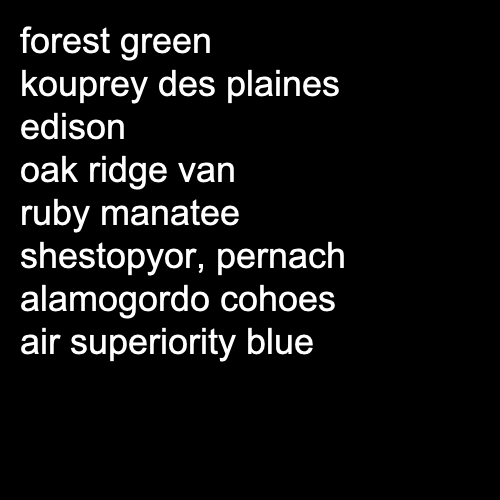 forest green
kouprey des plaines
edison
oak ridge van
ruby manatee
shestopyor, pernach
alamogordo cohoes
air superiority blue